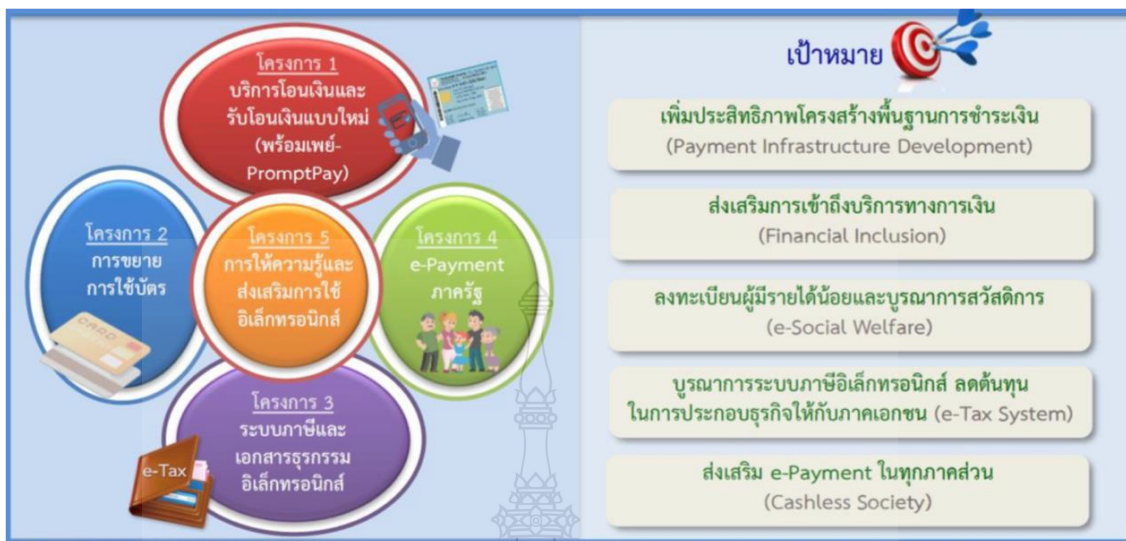 โครงการ 1
บริการโอนเงินและ
รับโอนเงินแบบใหม่
(พร้อมเพย์-
PromptPay)
โครงการ 2
การขยาย
การใช้บัตร
CARD
โครงการ 5
การให้ความรู้และ
ส่งเสริมการใช้
อิเล็กทรอนิกส์
โครงการ 4
e-Payment
ภาครัฐ
โครงการ 3
ระบบภาษีและ
เอกสารธุรกรรม
อิเล็กทรอนิกส์
e-Tax
เป้าหมาย
เพิ่มประสิทธิภาพโครงสร้างพื้นฐานการชำระเงิน
(Payment Infrastructure Development)
ส่งเสริมการเข้าถึงบริการทางการเงิน
(Financial Inclusion)
ลงทะเบียนผู้มีรายได้น้อยและบูรณาการสวัสดิการ
(e-Social Welfare)
บูรณาการระบบภาษีอิเล็กทรอนิกส์ ลดต้นทุน
ในการประกอบธุรกิจให้กับภาคเอกชน (e-Tax System)
ส่งเสริม e-Payment ในทุกภาคส่วน
(Cashless Society)